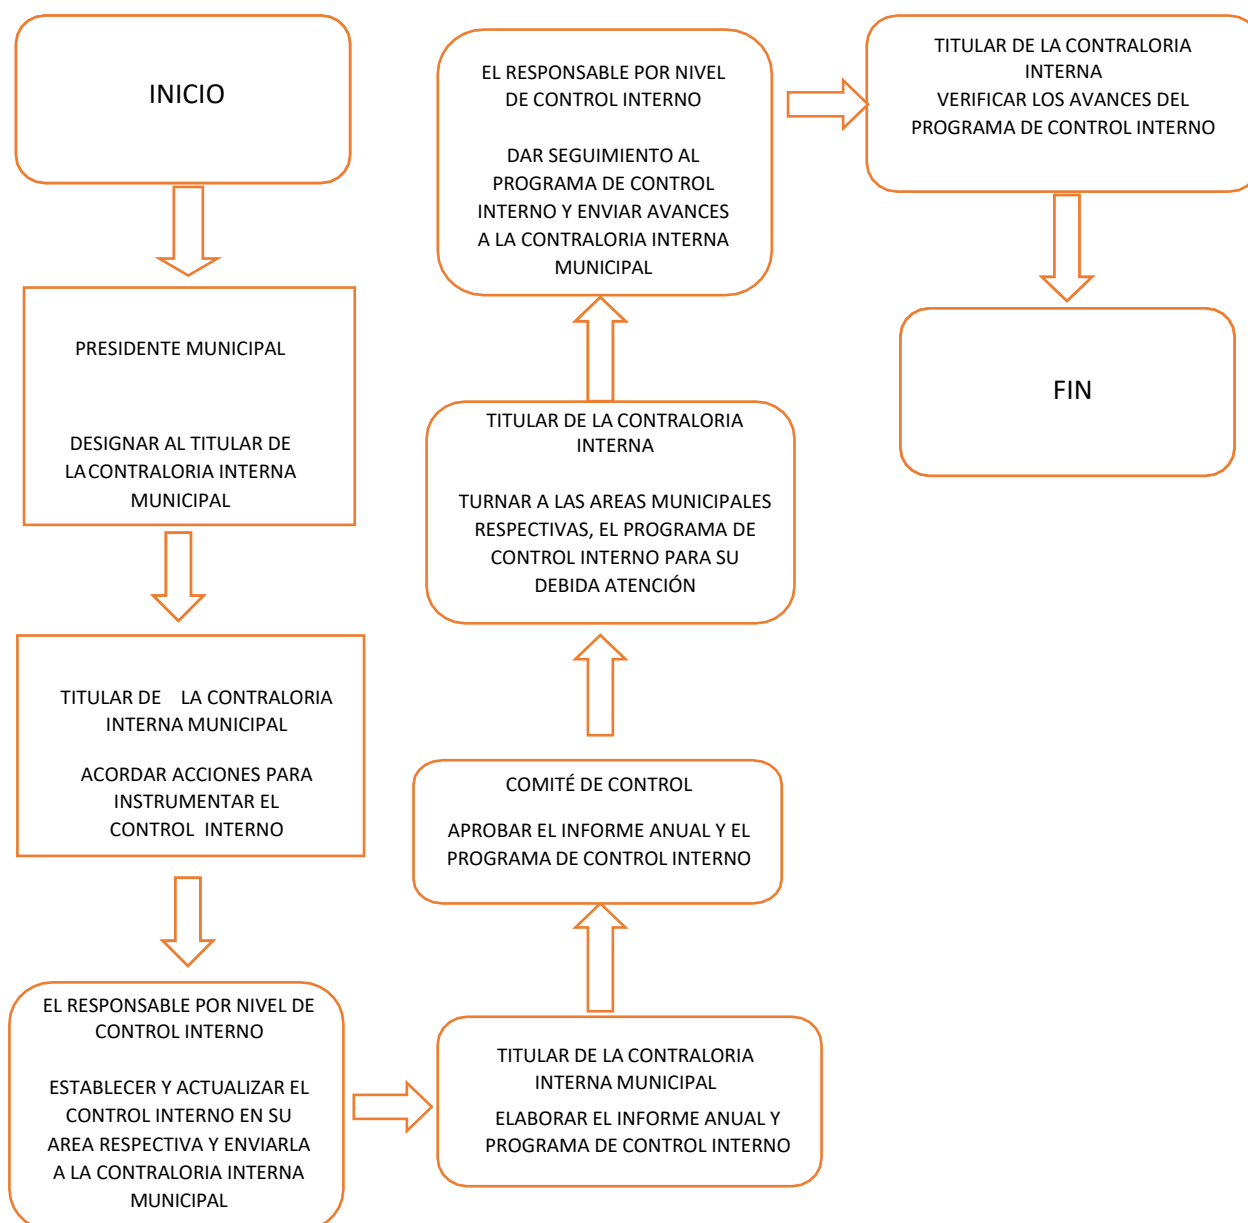 INICIO
PRESIDENTE MUNICIPAL
DESIGNAR AL TITULAR DE
LA CONTRALORIA INTERNA
MUNICIPAL
TITULAR DE LA CONTRALORIA
INTERNA MUNICIPAL
ACORDAR ACCIONES PARA
INSTRUMENTAR EL
CONTROL INTERNO
EL RESPONSABLE POR NIVEL DE
CONTROL INTERNO
ESTABLECER Y ACTUALIZAR EL
CONTROL INTERNO EN SU
AREA RESPECTIVA Y ENVIARLA
A LA CONTRALORIA INTERNA
MUNICIPAL
TITULAR DE LA CONTRALORIA
INTERNA MUNICIPAL
ELABORAR EL INFORME ANUAL Y
PROGRAMA DE CONTROL INTERNO
COMITÉ DE CONTROL
APROBAR EL INFORME ANUAL Y EL
PROGRAMA DE CONTROL INTERNO
TITULAR DE LA CONTRALORIA
INTERNA
TURNAR A LAS AREAS MUNICIPALES
RESPECTIVAS, EL PROGRAMA DE
CONTROL INTERNO PARA SU
DEBIDA ATENCIÓN
EL RESPONSABLE POR NIVEL
DE CONTROL INTERNO
DAR SEGUIMIENTO AL
PROGRAMA DE CONTROL
INTERNO Y ENVIAR AVANCES
A LA CONTRALORIA INTERNA
MUNICIPAL
TITULAR DE LA CONTRALORIA
INTERNA
VERIFICAR LOS AVANCES DEL
PROGRAMA DE CONTROL INTERNO
FIN